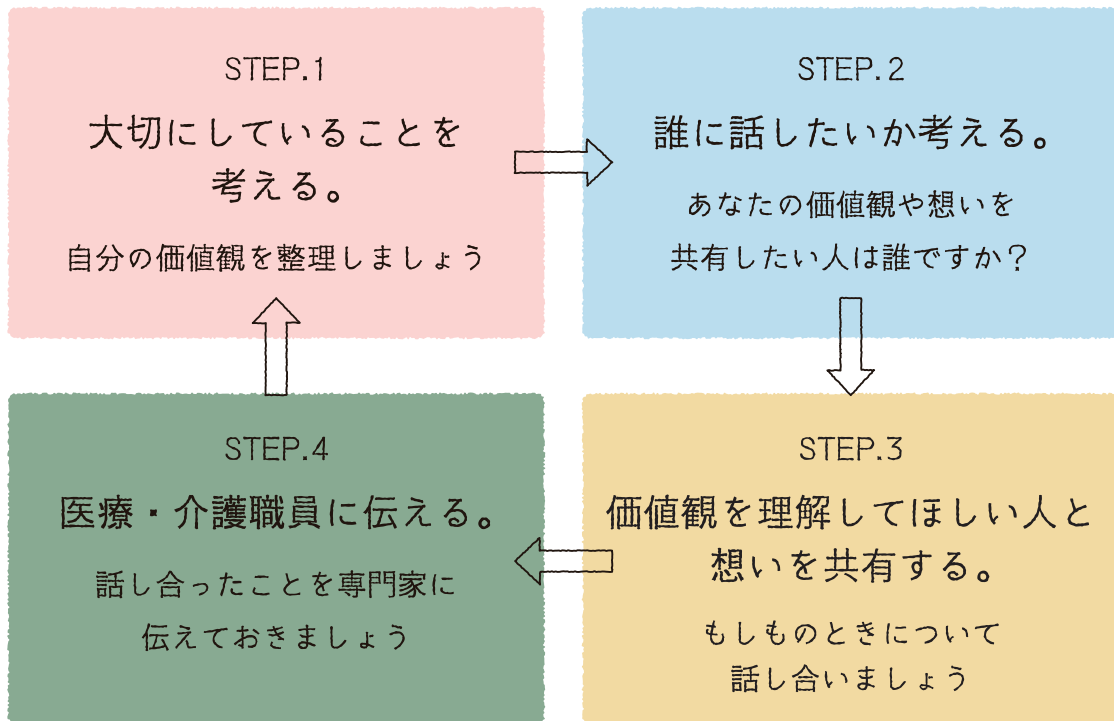 STEP.1
大切にしていることを
考える。
自分の価値観を整理しましょう
STEP.2
誰に話したいか考える。
あなたの価値観や想いを
共有したい人は誰ですか?
STEP.3
価値観を理解してほしい人と
想いを共有する。
もしものときについて
話し合いましょう
STEP.4
医療・介護職員に伝える。
話し合ったことを専門家に
伝えておきましょう